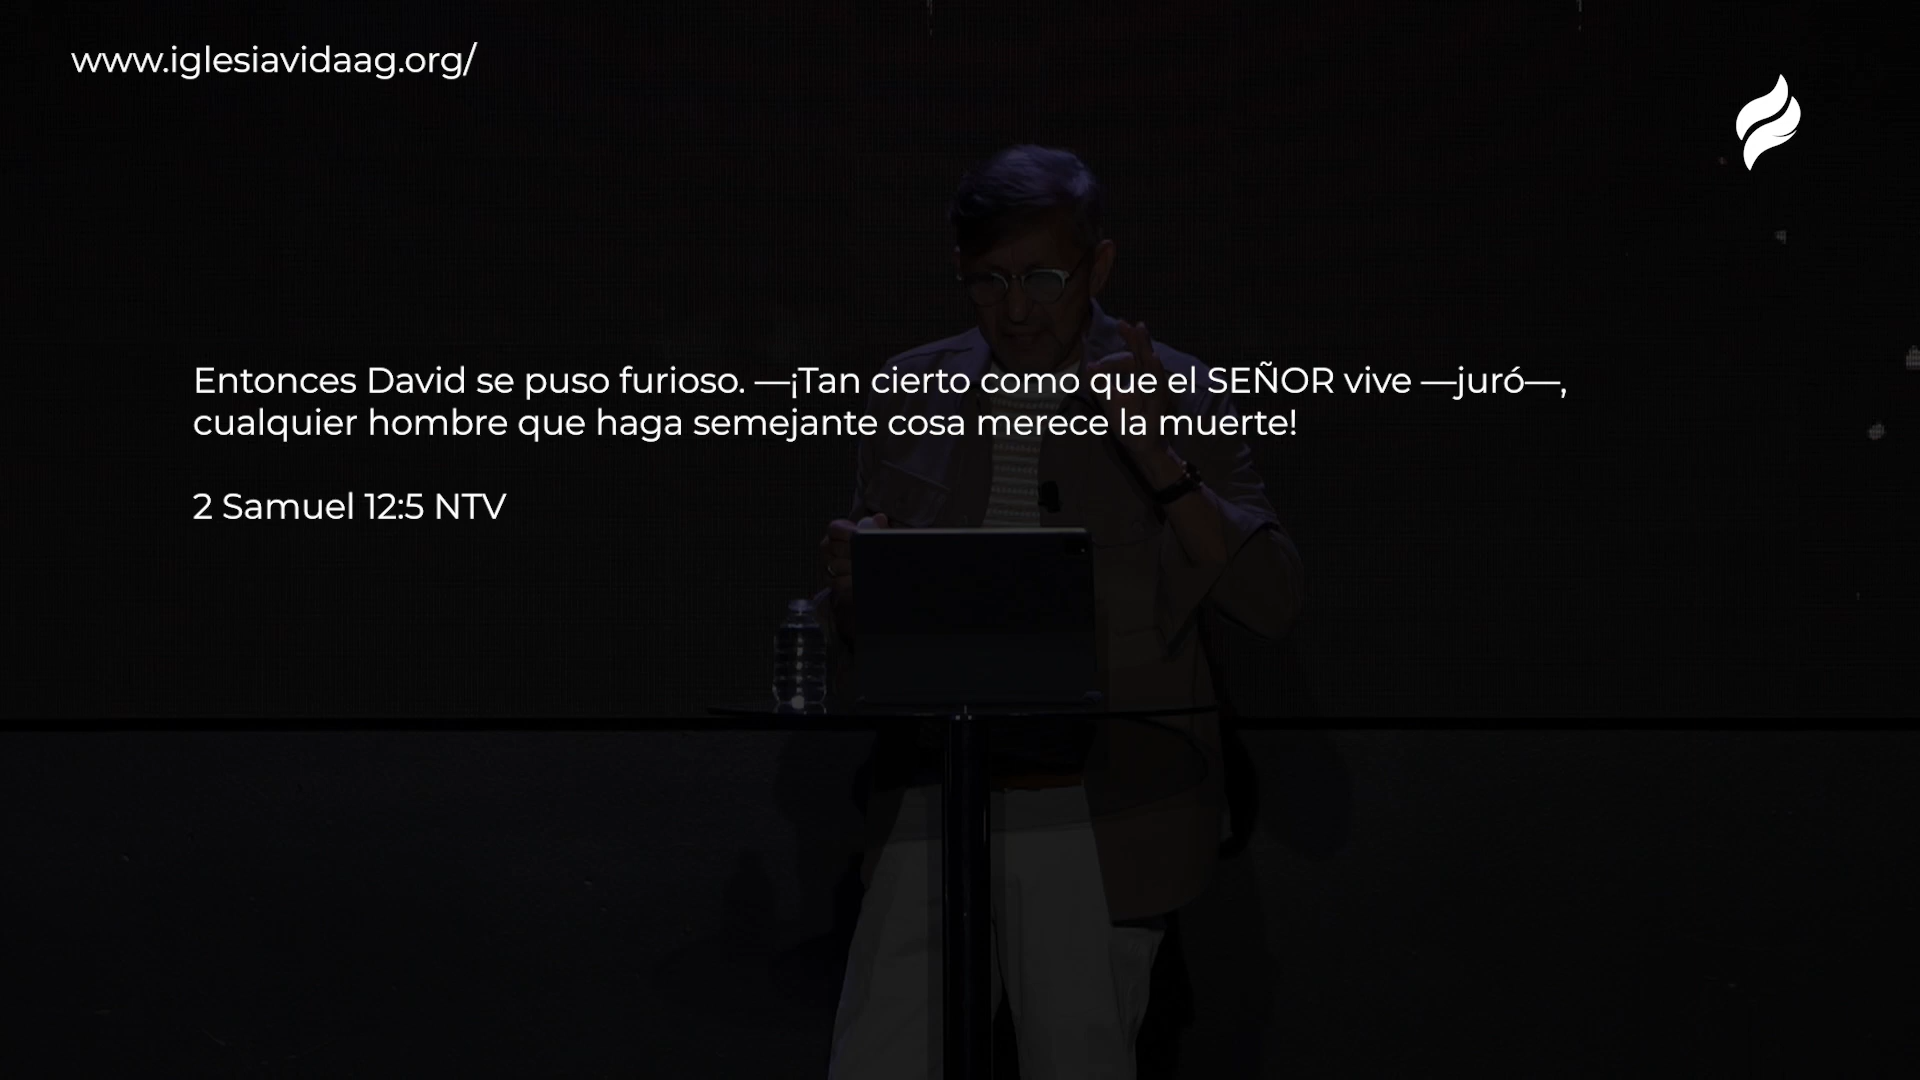 www.iglesiavidaag.org/
Entonces David se puso furioso. —¡Tan cierto como que el SEÑOR vive —juró—,
cualquier hombre que haga semejante cosa merece la muerte!
2 Samuel 12:5 NTV